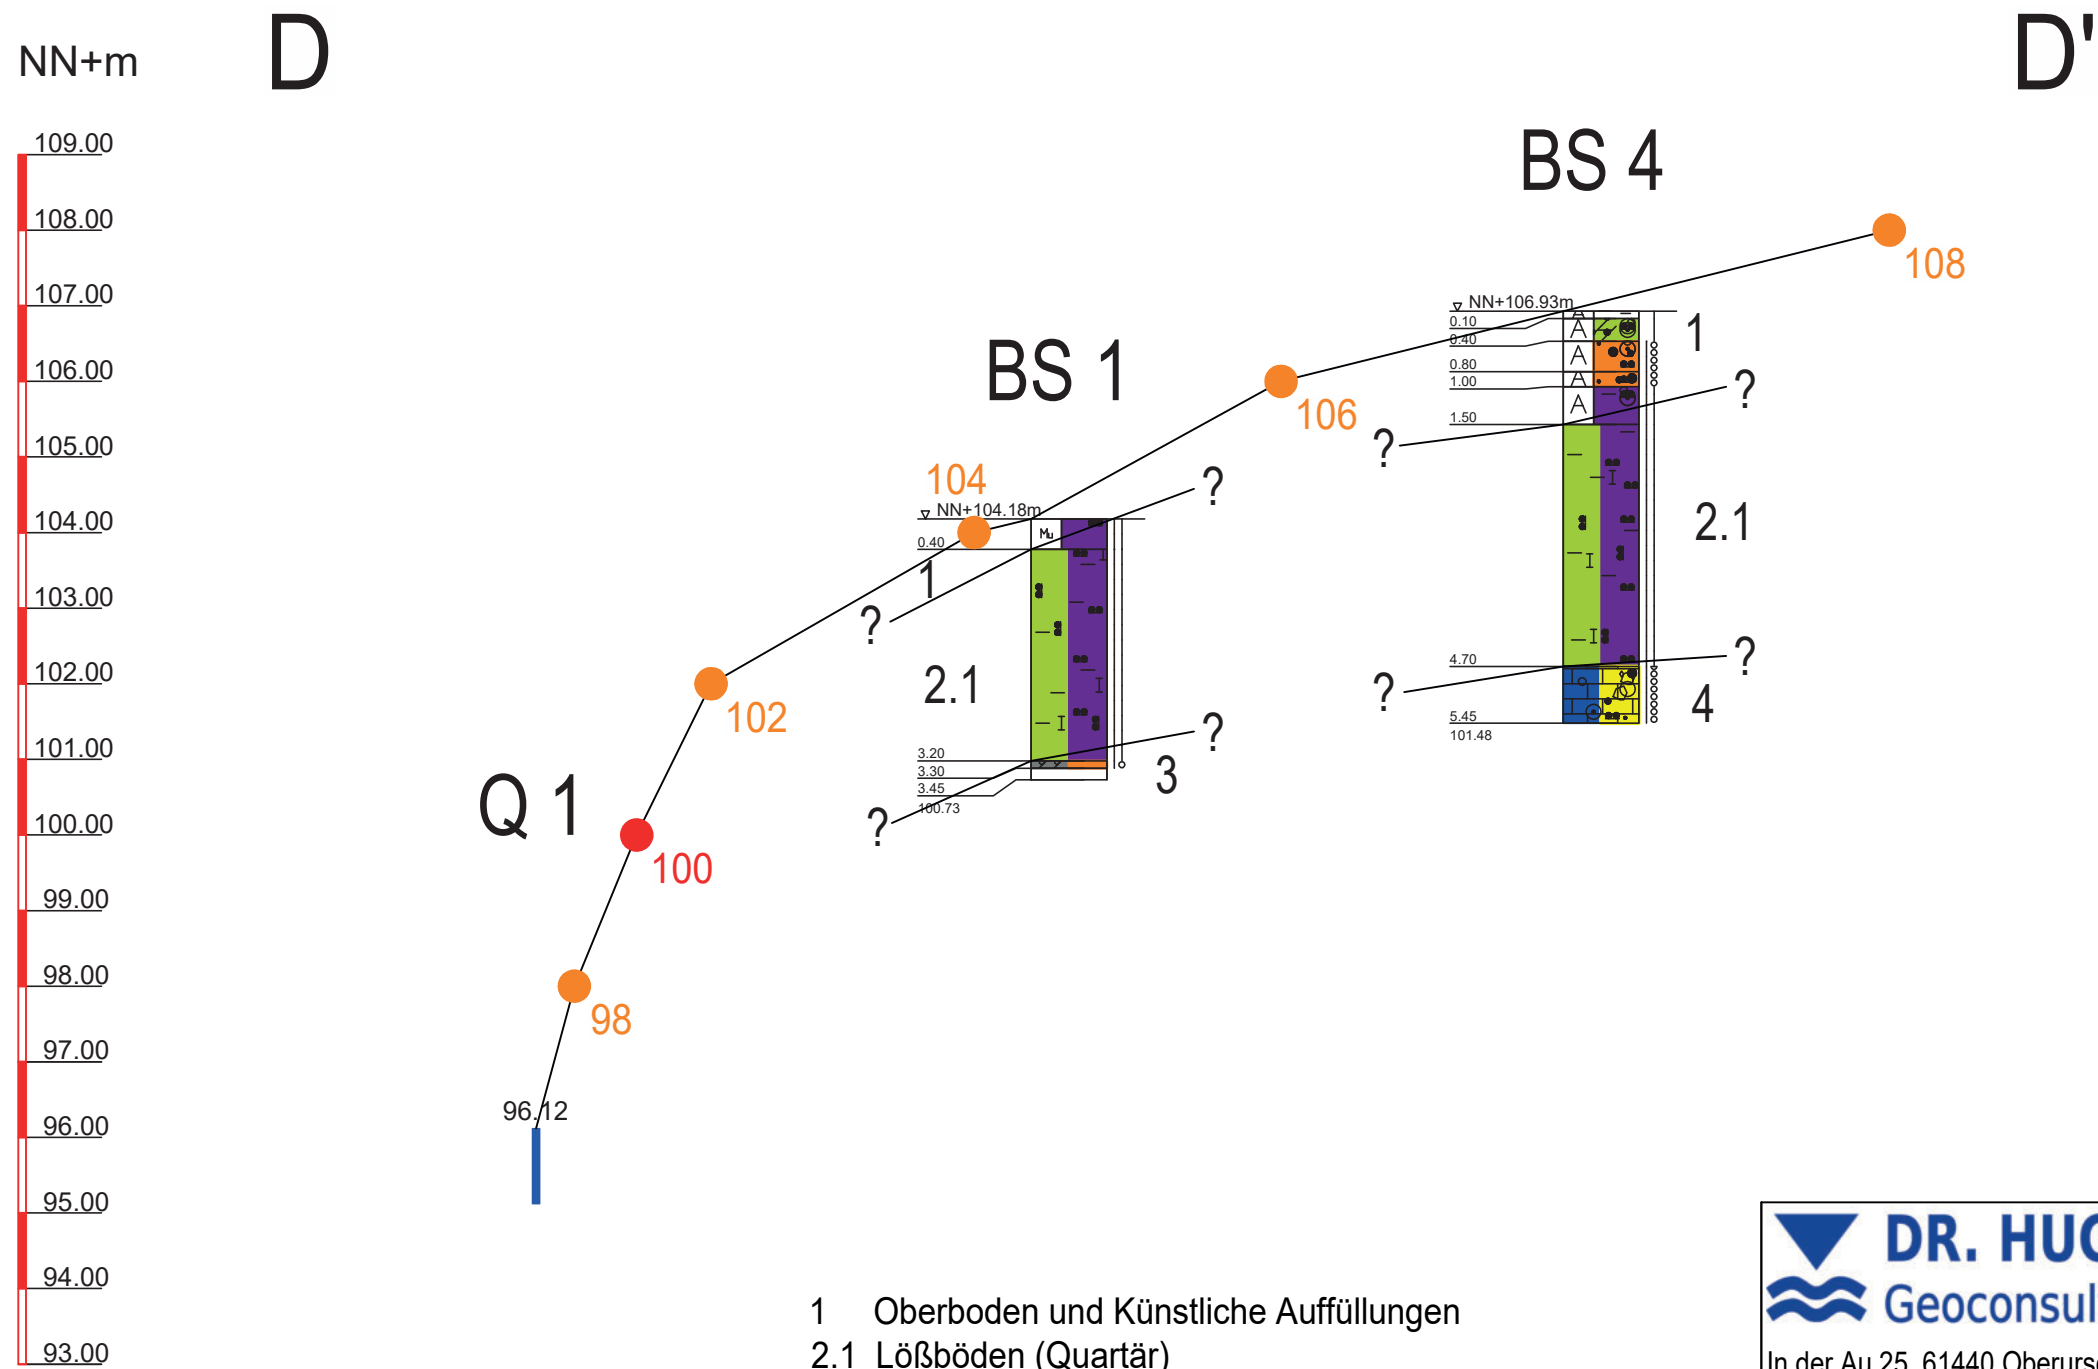 NN+m
D
D'
109.00
108.00
107.00
106.00
105.00
104.00
103.00
102.00
101.00
100.00
99.00
98.00
97.00
96.00
95.00
94.00
93.00
BS 4
108
NN+106.93m
0.10
0.40
0.80
1.00
1.50
4.70
5.45
101.48
A
A
A
A
A
1
?
?
2.1
?
?
4
106
BS 1
104
NN+104.18m
0.40
Mu
?
1
?
2.1
3.20
3.30
3.45
100.73
?
3
?
102
Q 1
100
98
96.12
1 Oberboden und Künstliche Auffüllungen
2.1 Lößböden (Quartär)
DR. HUG
Geoconsul
In der Au 25, 61440 Oberurs